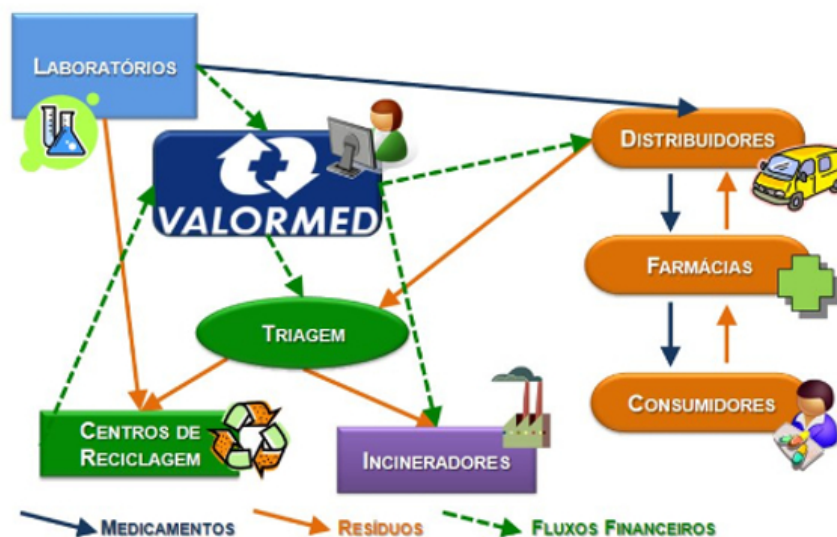 LABORATÓRIOS
DISTRIBUIDORES
VALORMED
FARMÁCIAS
TRIAGEM
CONSUMIDORES
CENTROS DE
RECICLAGEM
INCINERADORES
MEDICAMENTOS
RESÍDUOS
FLUXOS FINANCEIROS